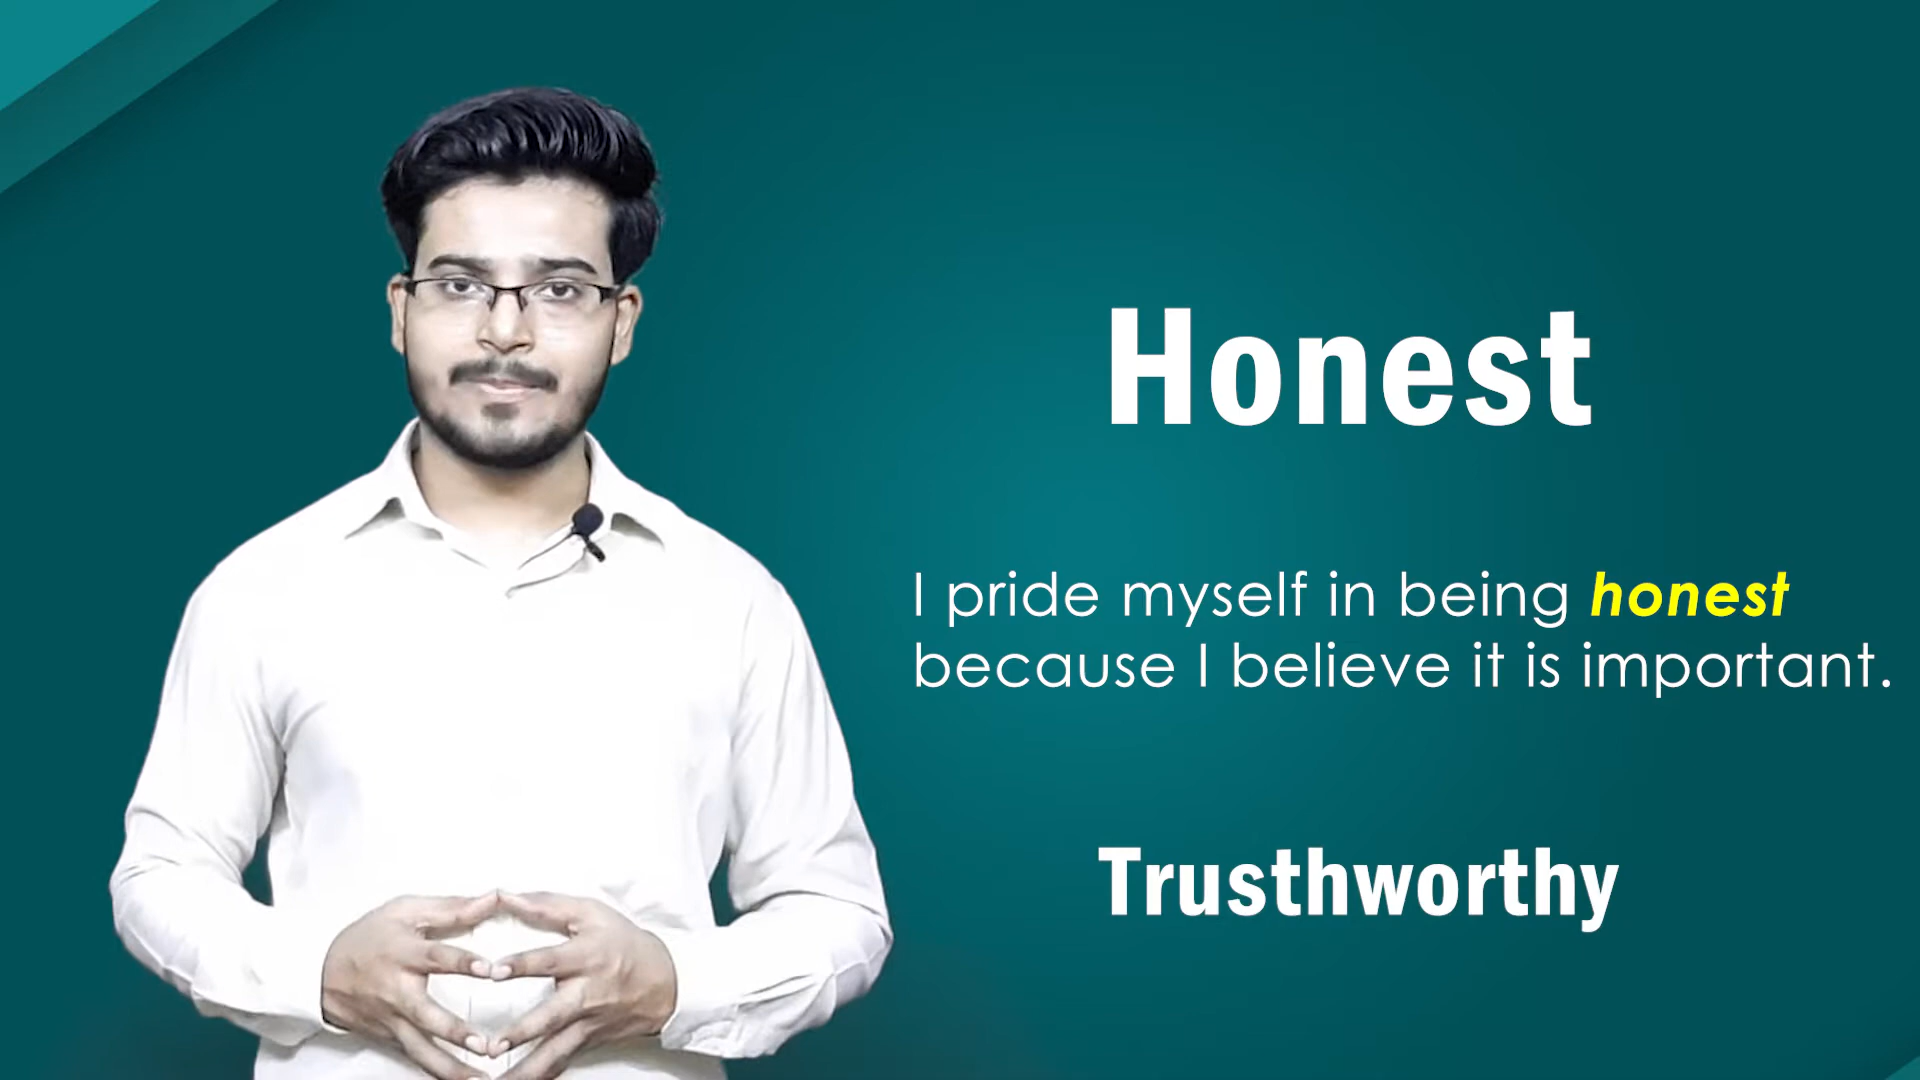 Honest
I pride myself in being honest
because I believe it is important.
Trusthworthy